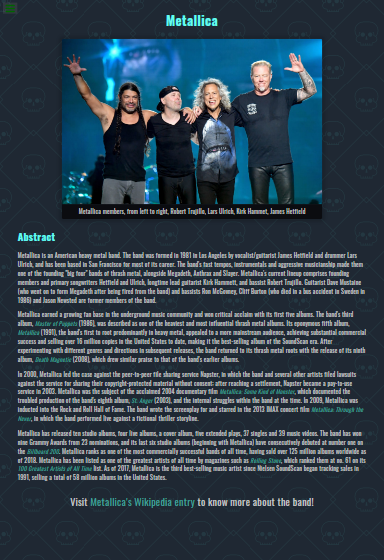 Metallica
Metallica members, from left to right, Robert Trujillo, Lars Ulrich, Kirk Hammet, James Hetfield
Abstract
Metallica is an American heavy metal band. The band was formed in 1981 in Los Angeles by vocalist/guitarist James Hetfield and drummer Lars
Ulrich, and has been based in San Francisco for most of its career. The band's fast tempos, instrumentals and aggressive musicianship made them
one of the founding "big four" bands of thrash metal, alongside Megadeth, Anthrax and Slayer. Metallica's current lineup comprises founding
members and primary songwriters Hetfield and Ulrich, longtime lead guitarist Kirk Hammett, and bassist Robert Trujillo. Guitarist Dave Mustaine
(who went on to form Megadeth after being fired from the band) and bassists Ron McGovney, Cliff Burton (who died in a bus accident in Sweden in
1986) and Jason Newsted are former members of the band.
Metallica earned a growing fan base in the underground music community and won critical acclaim with its first five albums. The band's third
album, Master of Puppets (1986), was described as one of the heaviest and most influential thrash metal albums. Its eponymous fifth album,
Metallica (1991), the band's first to root predominantly in heavy metal, appealed to a more mainstream audience, achieving substantial commercial
success and selling over 16 million copies in the United States to date, making it the best-selling album of the SoundScan era. After
experimenting with different genres and directions in subsequent releases, the band returned to its thrash metal roots with the release of its ninth
album, Death Magnetic (2008), which drew similar praise to that of the band's earlier albums.
In 2000, Metallica led the case against the peer-to-peer file sharing service Napster, in which the band and several other artists filed lawsuits
against the service for sharing their copyright-protected material without consent; after reaching a settlement, Napster became a pay-to-use
service in 2003. Metallica was the subject of the acclaimed 2004 documentary film Metallica: Some Kind of Monster, which documented the
troubled production of the band's eighth album, St. Anger (2003), and the internal struggles within the band at the time. In 2009, Metallica was
inducted into the Rock and Roll Hall of Fame. The band wrote the screenplay for and starred in the 2013 IMAX concert film Metallica: Through the
Never, in which the band performed live against a fictional thriller storyline.
Metallica has released ten studio albums, four live albums, a cover album, five extended plays, 37 singles and 39 music videos. The band has won
nine Grammy Awards from 23 nominations, and its last six studio albums (beginning with Metallica) have consecutively debuted at number one on
the Billboard 200. Metallica ranks as one of the most commercially successful bands of all time, having sold over 125 million albums worldwide as
of 2018. Metallica has been listed as one of the greatest artists of all time by magazines such as Rolling Stone, which ranked them at no. 61 on its
100 Greatest Artists of All Time list. As of 2017, Metallica is the third best-selling music artist since Nielsen SoundScan began tracking sales in
1991, selling a total of 58 million albums in the United States.
Visit Metallica's Wikipedia entry to know more about the band!